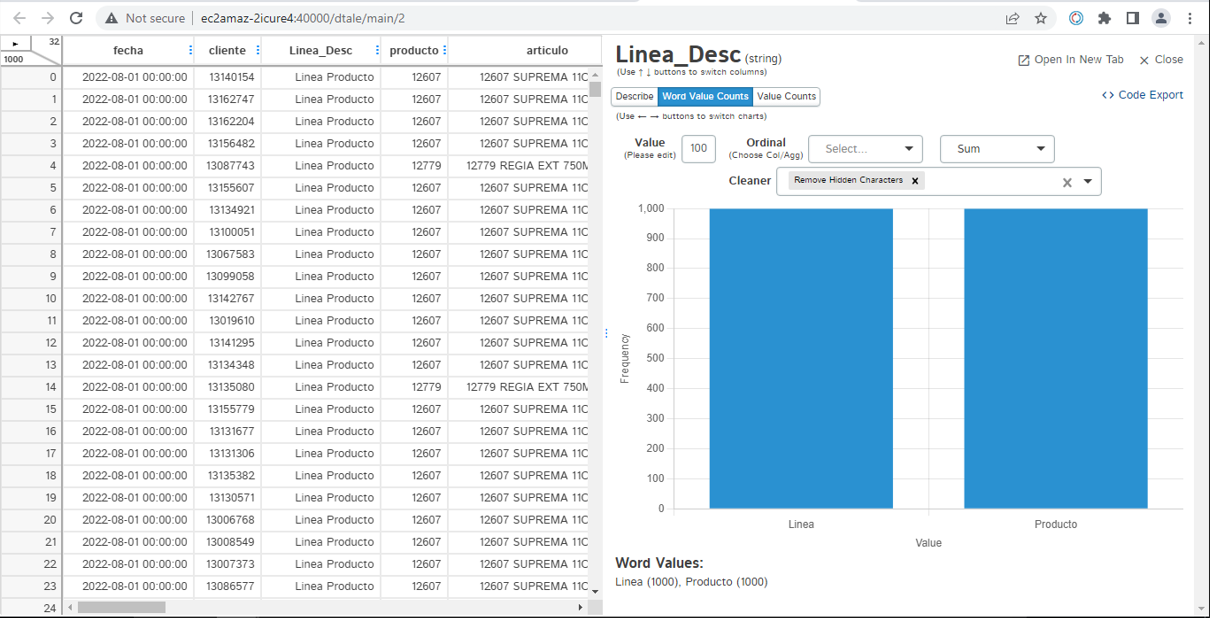 Not secure | ec2amaz-2icure4:40000/dtale/main/2
32
1000
fecha cliente Linea_Desc producto articulo
0 2022-08-01 00:00:00 13140154 Linea Producto 12607 12607 SUPREMA 11C
1 2022-08-01 00:00:00 13162747 Linea Producto 12607 12607 SUPREMA 11C
2 2022-08-01 00:00:00 13162204 Linea Producto 12607 12607 SUPREMA 11C
3 2022-08-01 00:00:00 13156482 Linea Producto 12607 12607 SUPREMA 11C
4 2022-08-01 00:00:00 13087743 Linea Producto 12779 12779 REGIA EXT 750M
5 2022-08-01 00:00:00 13155607 Linea Producto 12607 12607 SUPREMA 11C
6 2022-08-01 00:00:00 13134921 Linea Producto 12607 12607 SUPREMA 11C
7 2022-08-01 00:00:00 13100051 Linea Producto 12607 12607 SUPREMA 11C
8 2022-08-01 00:00:00 13067583 Linea Producto 12607 12607 SUPREMA 11C
9 2022-08-01 00:00:00 13099058 Linea Producto 12607 12607 SUPREMA 11C
10 2022-08-01 00:00:00 13142767 Linea Producto 12607 12607 SUPREMA 11C
11 2022-08-01 00:00:00 13019610 Linea Producto 12607 12607 SUPREMA 11C
12 2022-08-01 00:00:00 13141295 Linea Producto 12607 12607 SUPREMA 11C
13 2022-08-01 00:00:00 13134348 Linea Producto 12607 12607 SUPREMA 11C
14 2022-08-01 00:00:00 13135080 Linea Producto 12779 12779 REGIA EXT 750M
15 2022-08-01 00:00:00 13155779 Linea Producto 12607 12607 SUPREMA 11C
16 2022-08-01 00:00:00 13131677 Linea Producto 12607 12607 SUPREMA 11C
17 2022-08-01 00:00:00 13131306 Linea Producto 12607 12607 SUPREMA 11C
18 2022-08-01 00:00:00 13135382 Linea Producto 12607 12607 SUPREMA 11C
19 2022-08-01 00:00:00 13130571 Linea Producto 12607 12607 SUPREMA 11C
20 2022-08-01 00:00:00 13006768 Linea Producto 12607 12607 SUPREMA 11C
21 2022-08-01 00:00:00 13008549 Linea Producto 12607 12607 SUPREMA 11C
22 2022-08-01 00:00:00 13007373 Linea Producto 12607 12607 SUPREMA 11C
23 2022-08-01 00:00:00 13086577 Linea Producto 12607 12607 SUPREMA 11C
24
Linea_Desc (string)
(Use ↑ ↓ buttons to switch columns)
Open In New Tab × Close
Describe Word Value Counts Value Counts
<> Code Export
(Use ← → buttons to switch charts)
Value 100 Ordinal Select... Sum
(Please edit) (Choose Col/Agg)
Cleaner Remove Hidden Characters x
1,000
900
800
700
600
500
400
300
200
100
0
Frequency
Linea Producto
Value
Word Values:
Linea (1000), Producto (1000)